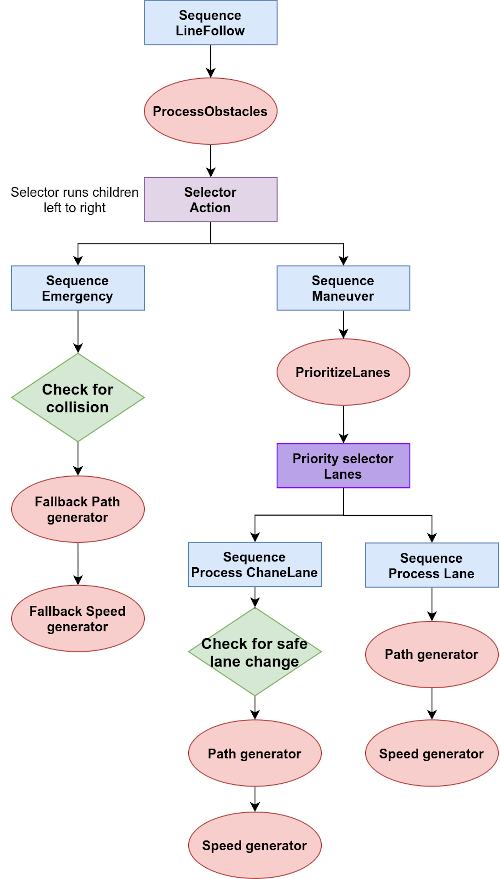 Sequence
LineFollow
ProcessObstacles
Selector runs children
left to right
Selector
Action
Sequence
Emergency
Sequence
Maneuver
Check for
collision
PrioritizeLanes
Priority selector
Lanes
Fallback Path
generator
Sequence
Process ChaneLane
Sequence
Process Lane
Fallback Speed
generator
Check for safe
lane change
Path generator
Path generator
Speed generator
Speed generator